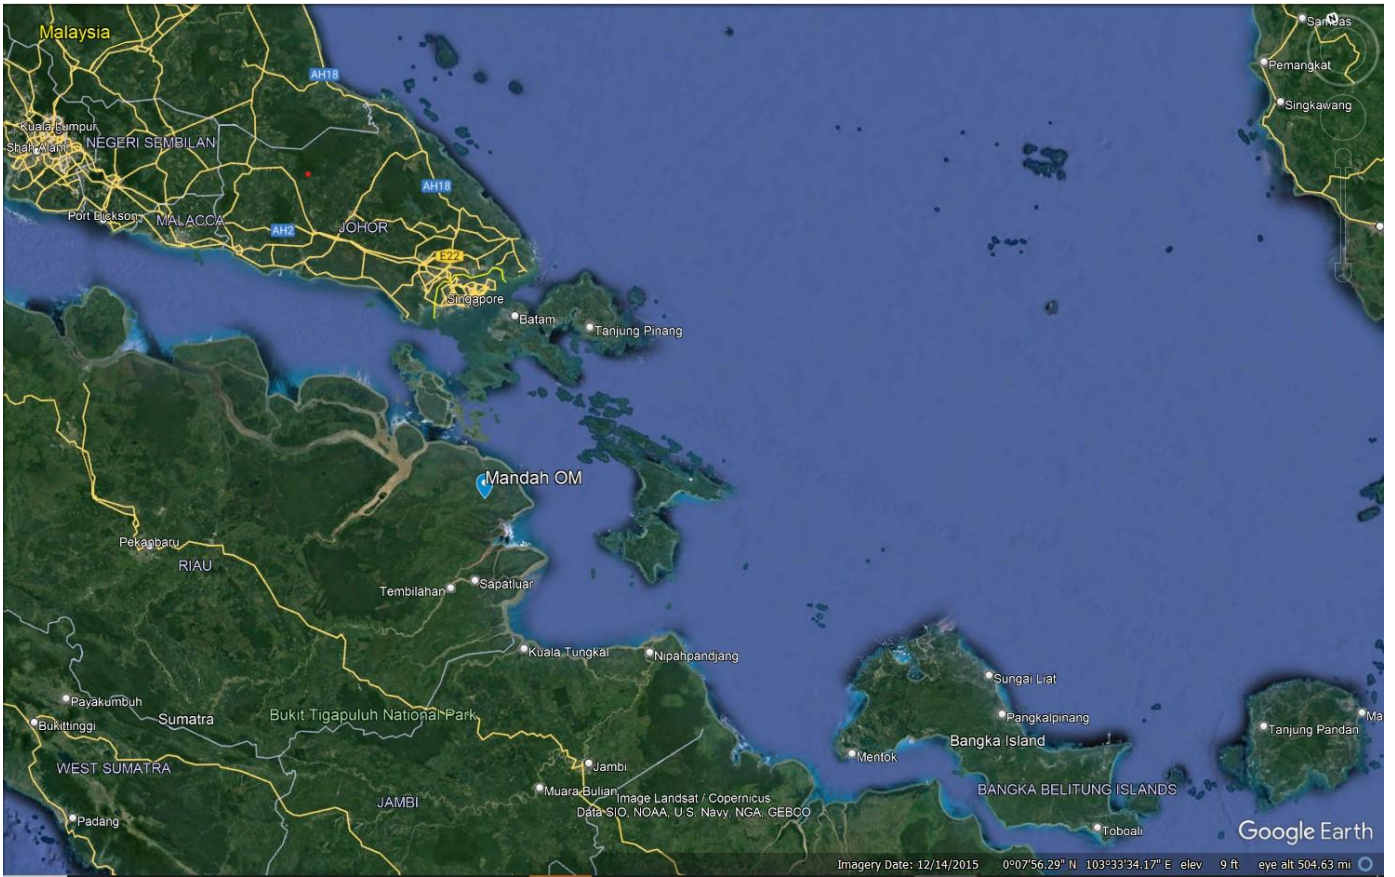 Malaysia
N
Sambas
Pemangkat
AH18
Singkawang
Kuala Lumpur
NEGERI SEMBILAN
Shah Alam
AH18
Port Dickson
MALACCA
JOHOR
AH2
E22
Singapore
Batam
Tanjung Pinang
Mandah OM
Pekanbaru
RIAU
Sapatluar
Tembilahan
Kuala Tungkal
Nipahpandjang
Sungai Liat
Payakumbuh
Sumatra
Bukit Tigapuluh National Park
Pangkalpinang
Ma
Bukittinggi
Tanjung Pandan
Bangka Island
Mentok
WEST SUMATRA
Jambi
BANGKA BELITUNG ISLANDS
Muara Bulian
Image Landsat / Copernicus
JAMBI
Data SIO, NOAA, U.S. Navy, NGA, GEBCO
Padang
Toboali
Google Earth
Imagery Date: 12/14/2015 0°07'56.29" N 103°33'34.17" E elev 9 ft eye alt 504.63 mi